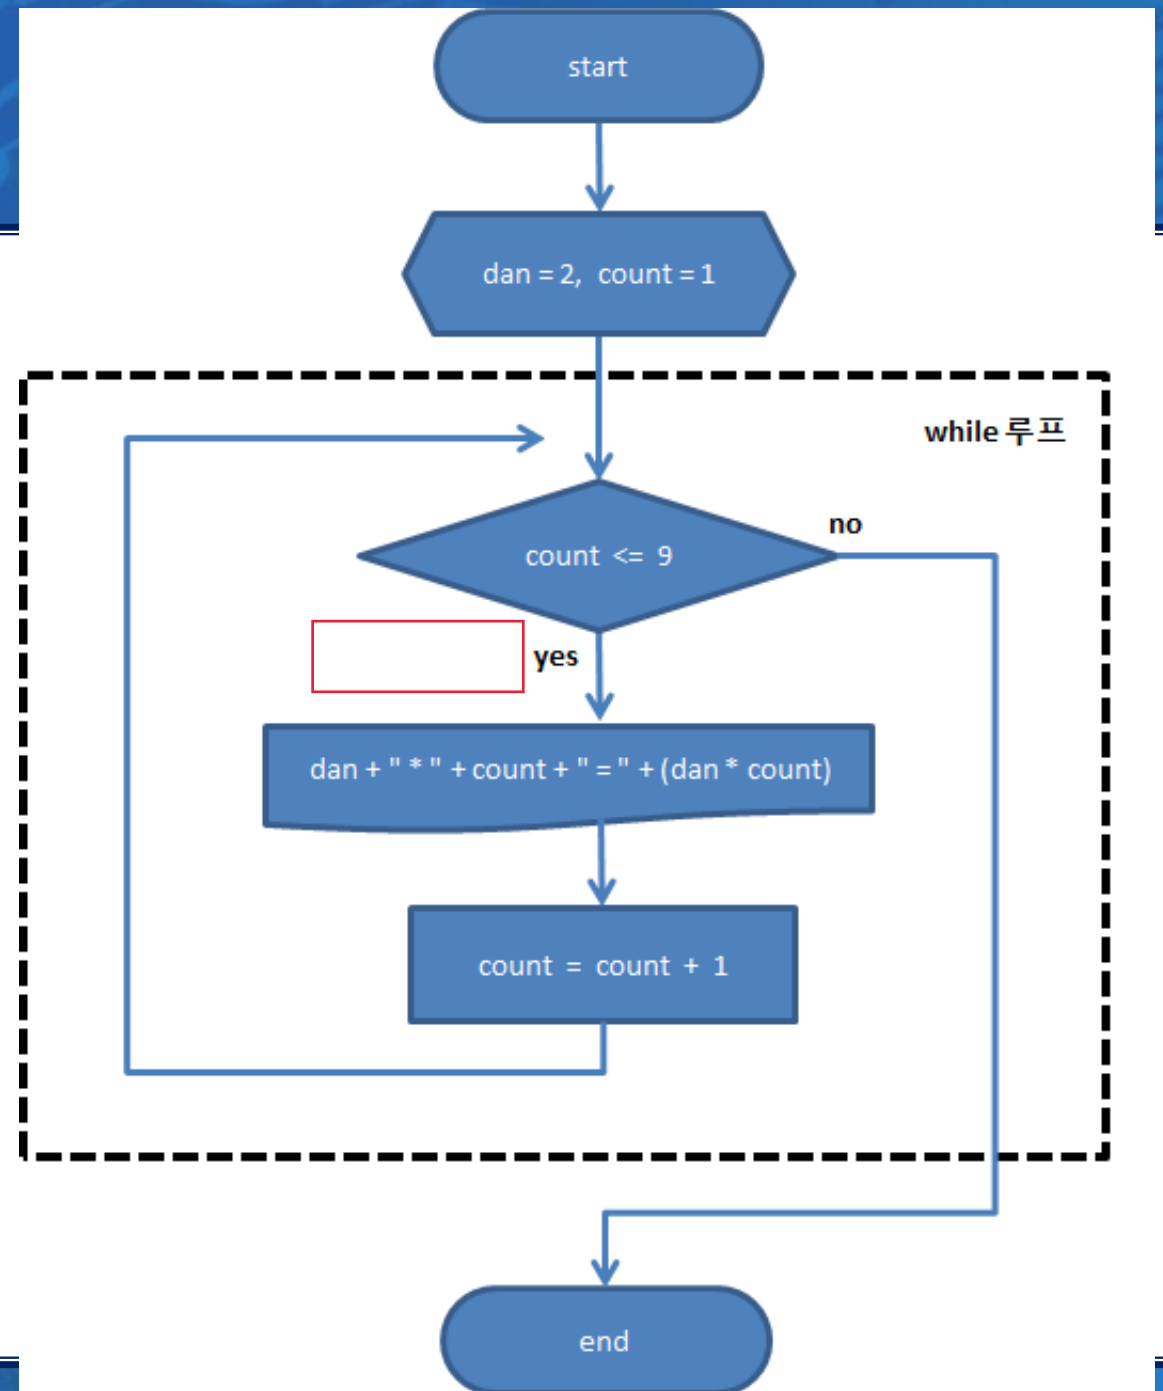 start
dan = 2, count = 1
while 루프
no
count <= 9
yes
dan + " * " + count + " = " + (dan * count)
count = count + 1
end